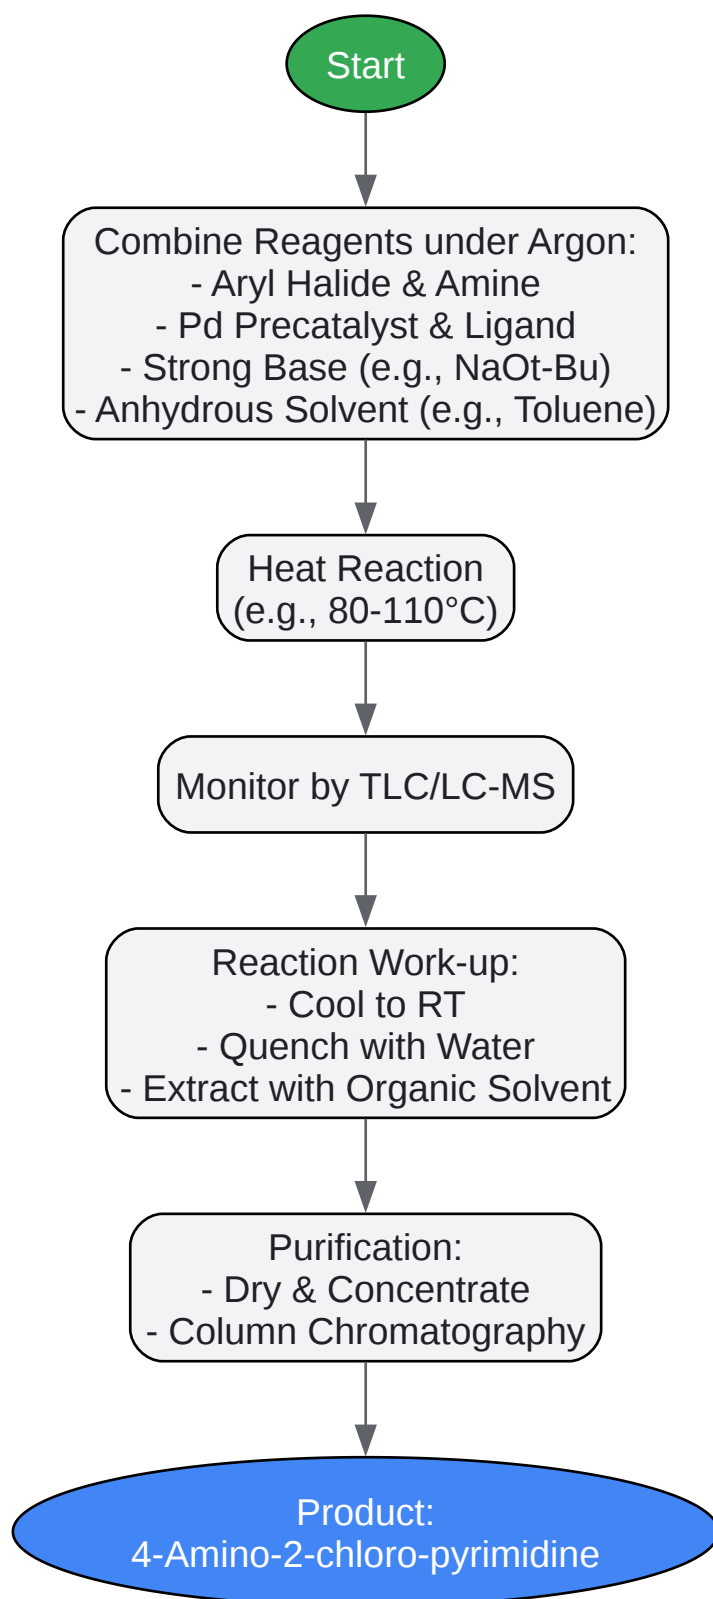 Start
Combine Reagents under Argon:
- Aryl Halide & Amine
- Pd Precatalyst & Ligand
- Strong Base (e.g., NaOt-Bu)
- Anhydrous Solvent (e.g., Toluene)
Heat Reaction
(e.g., 80-110°C)
Monitor by TLC/LC-MS
Reaction Work-up:
- Cool to RT
- Quench with Water
- Extract with Organic Solvent
Purification:
- Dry & Concentrate
- Column Chromatography
Product:
4-Amino-2-chloro-pyrimidine